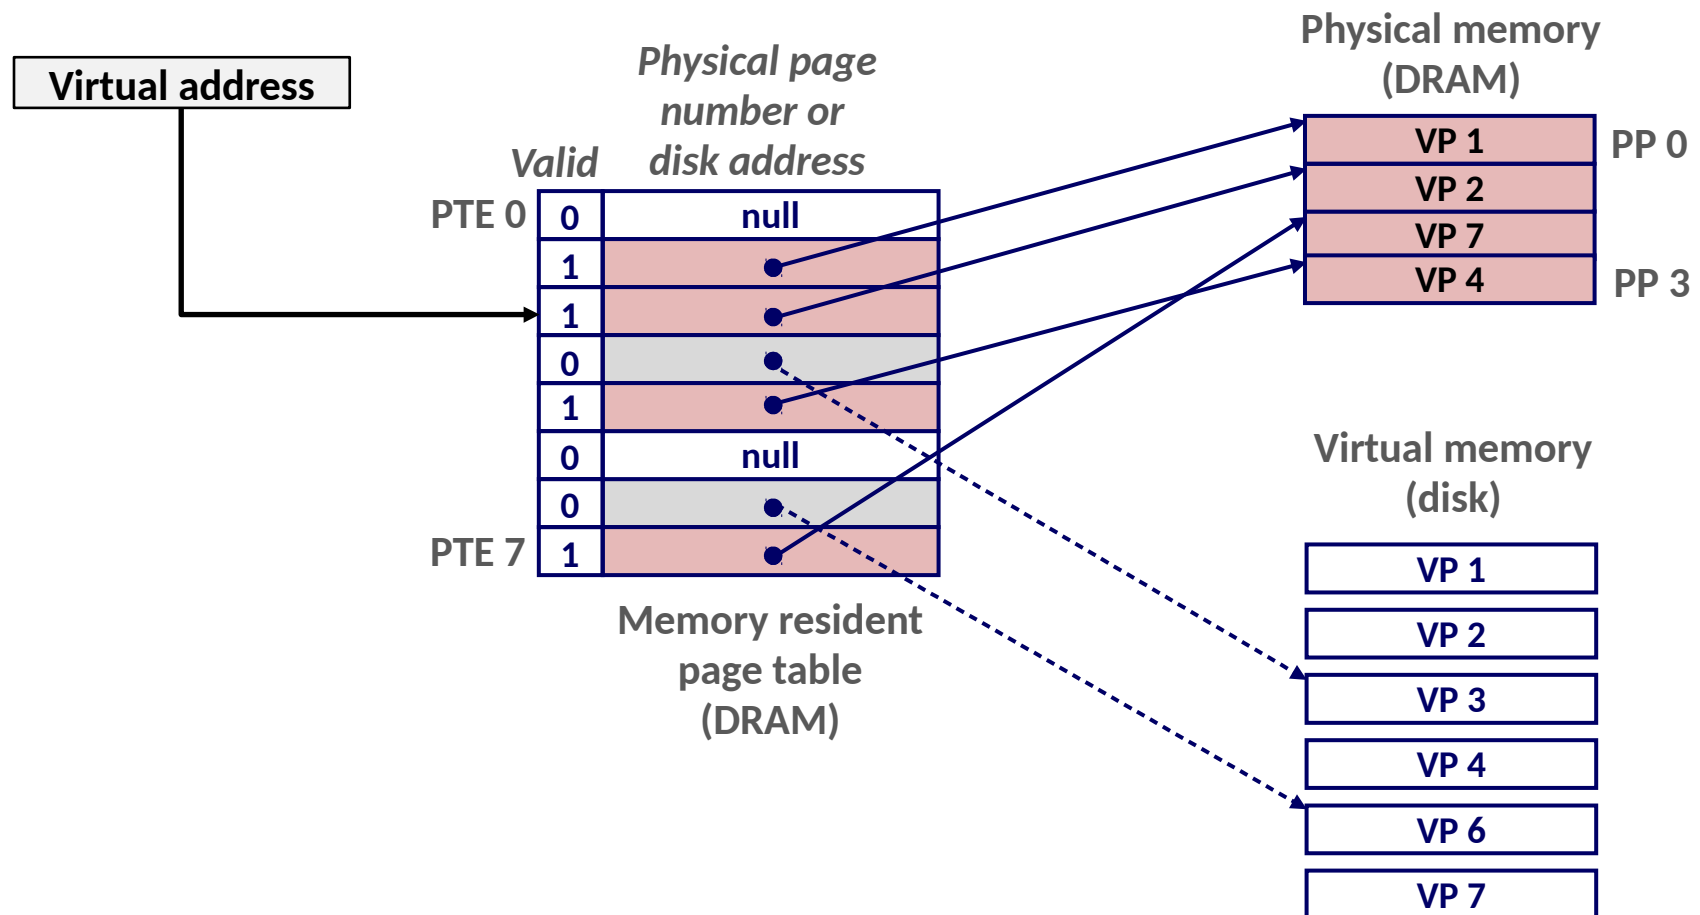 Virtual address
Physical page
number or
disk address
Valid
PTE 0
0
null
1
1
0
1
0
null
0
PTE 7
1
Memory resident
page table
(DRAM)
Physical memory
(DRAM)
VP 1
PP 0
VP 2
VP 7
VP 4
PP 3
Virtual memory
(disk)
VP 1
VP 2
VP 3
VP 4
VP 6
VP 7